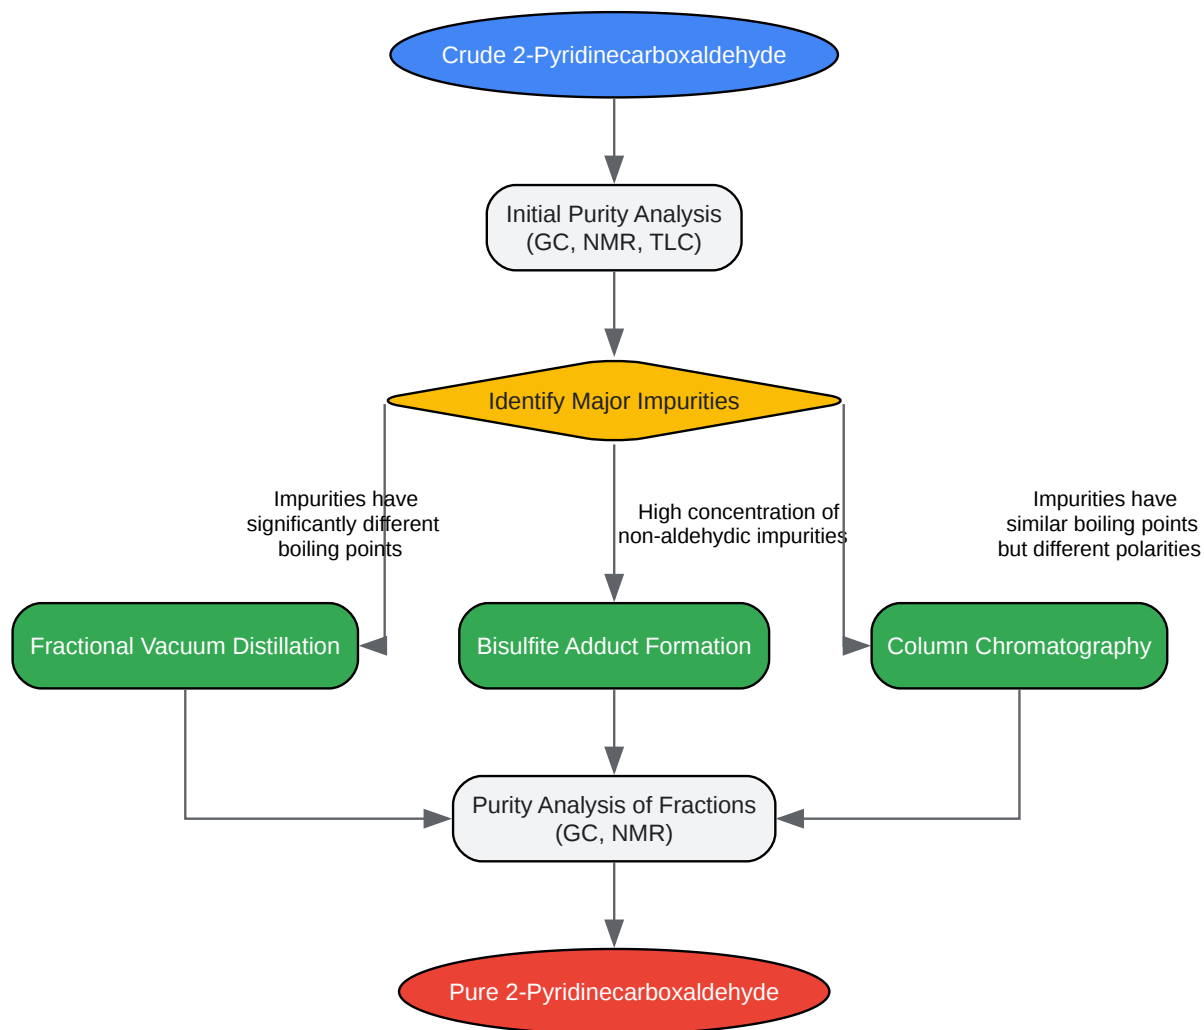 Crude 2-Pyridinecarboxaldehyde
Initial Purity Analysis
(GC, NMR, TLC)
Identify Major Impurities
Impurities have
significantly different
boiling points
High concentration of
non-aldehydic impurities
Impurities have
similar boiling points
but different polarities
Fractional Vacuum Distillation
Bisulfite Adduct Formation
Column Chromatography
Purity Analysis of Fractions
(GC, NMR)
Pure 2-Pyridinecarboxaldehyde